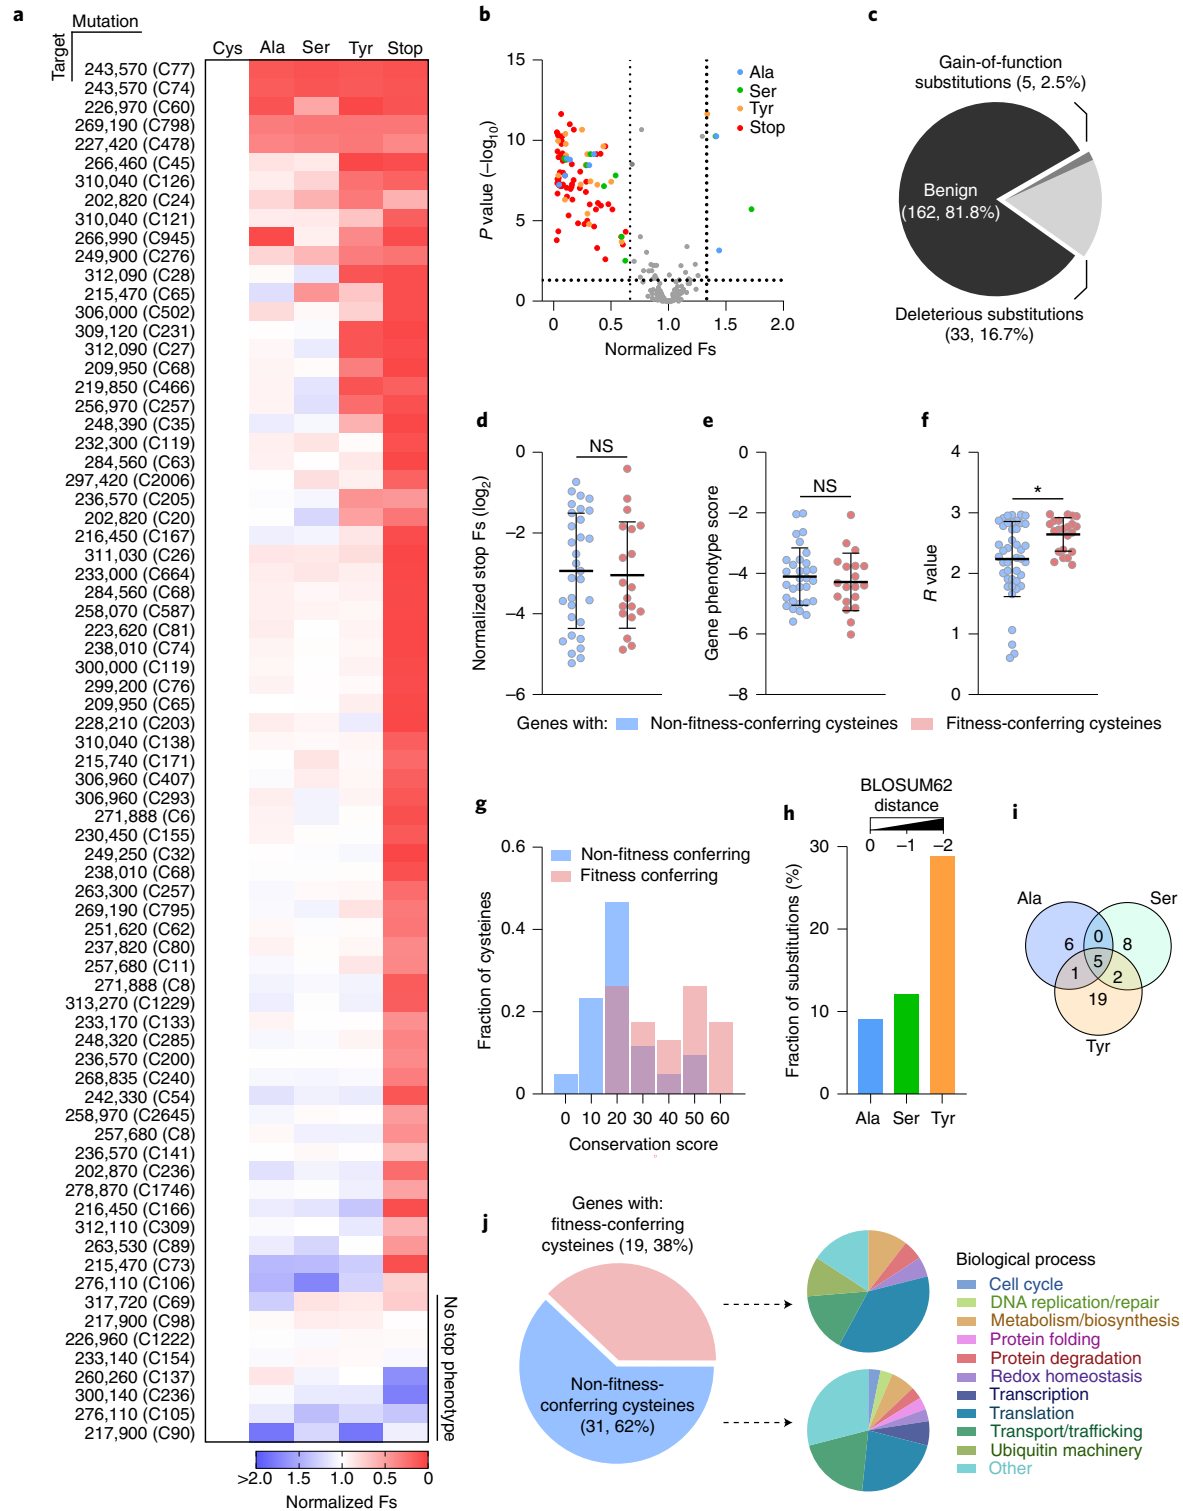 a
Mutation
Target
Cys Ala Ser Tyr Stop
243,570 (C77)
243,570 (C74)
226,970 (C60)
269,190 (C798)
227,420 (C478)
266,460 (C45)
310,040 (C126)
202,820 (C24)
310,040 (C121)
266,990 (C945)
249,900 (C276)
312,090 (C28)
215,470 (C65)
306,000 (C502)
309,120 (C231)
312,090 (C27)
209,950 (C68)
219,850 (C466)
256,970 (C257)
248,390 (C35)
232,300 (C119)
284,560 (C63)
297,420 (C2006)
236,570 (C205)
202,820 (C20)
216,450 (C167)
311,030 (C26)
233,000 (C664)
284,560 (C68)
258,070 (C587)
223,620 (C81)
238,010 (C74)
300,000 (C119)
299,200 (C76)
209,950 (C65)
228,210 (C203)
310,040 (C138)
215,740 (C171)
306,960 (C407)
306,960 (C293)
271,888 (C6)
230,450 (C155)
249,250 (C32)
238,010 (C68)
263,300 (C257)
269,190 (C795)
251,620 (C62)
237,820 (C80)
257,680 (C11)
271,888 (C8)
313,270 (C1229)
233,170 (C133)
248,320 (C285)
236,570 (C200)
268,835 (C240)
242,330 (C54)
258,970 (C2645)
257,680 (C8)
236,570 (C141)
202,870 (C236)
278,870 (C1746)
216,450 (C166)
312,110 (C309)
263,530 (C89)
215,470 (C73)
276,110 (C106)
317,720 (C69)
217,900 (C98)
226,960 (C1222)
233,140 (C154)
260,260 (C137)
300,140 (C236)
276,110 (C105)
217,900 (C90)
No stop phenotype
>2.0 1.5 1.0 0.5 0
Normalized Fs
b
P value (−log10)
15
10
5
0
0 0.5 1.0 1.5 2.0
Normalized Fs
Ala
Ser
Tyr
Stop
c
Gain-of-function
substitutions (5, 2.5%)
Benign
(162, 81.8%)
Deleterious substitutions
(33, 16.7%)
d
Normalized stop Fs (log2)
NS
0
−2
−4
−6
e
Gene phenotype score
NS
0
−2
−4
−6
−8
f
R value
*
4
3
2
1
0
Genes with: Non-fitness-conferring cysteines Fitness-conferring cysteines
g
Fraction of cysteines
0.6
0.4
0.2
0
Non-fitness conferring
Fitness conferring
0 10 20 30 40 50 60
Conservation score
h
BLOSUM62
distance
0 −1 −2
Fraction of substitutions (%)
30
20
10
0
Ala Ser Tyr
i
Ala Ser
6 0 8
5
1 2
19
Tyr
j
Genes with:
fitness-conferring
cysteines (19, 38%)
Non-fitness-
conferring cysteines
(31, 62%)
Biological process
Cell cycle
DNA replication/repair
Metabolism/biosynthesis
Protein folding
Protein degradation
Redox homeostasis
Transcription
Translation
Transport/trafficking
Ubiquitin machinery
Other